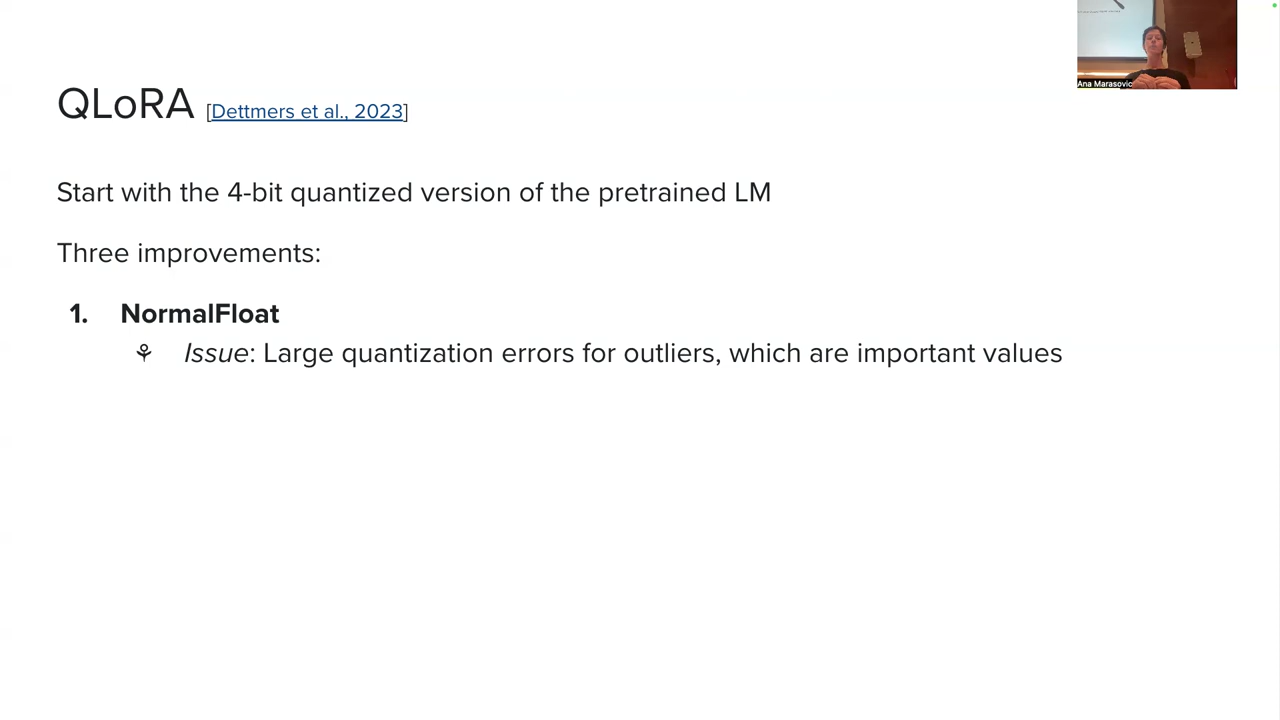 Ana Marasovic
QLoRA [Dettmers et al., 2023]
Start with the 4-bit quantized version of the pretrained LM
Three improvements:
1. NormalFloat
⚘ Issue: Large quantization errors for outliers, which are important values